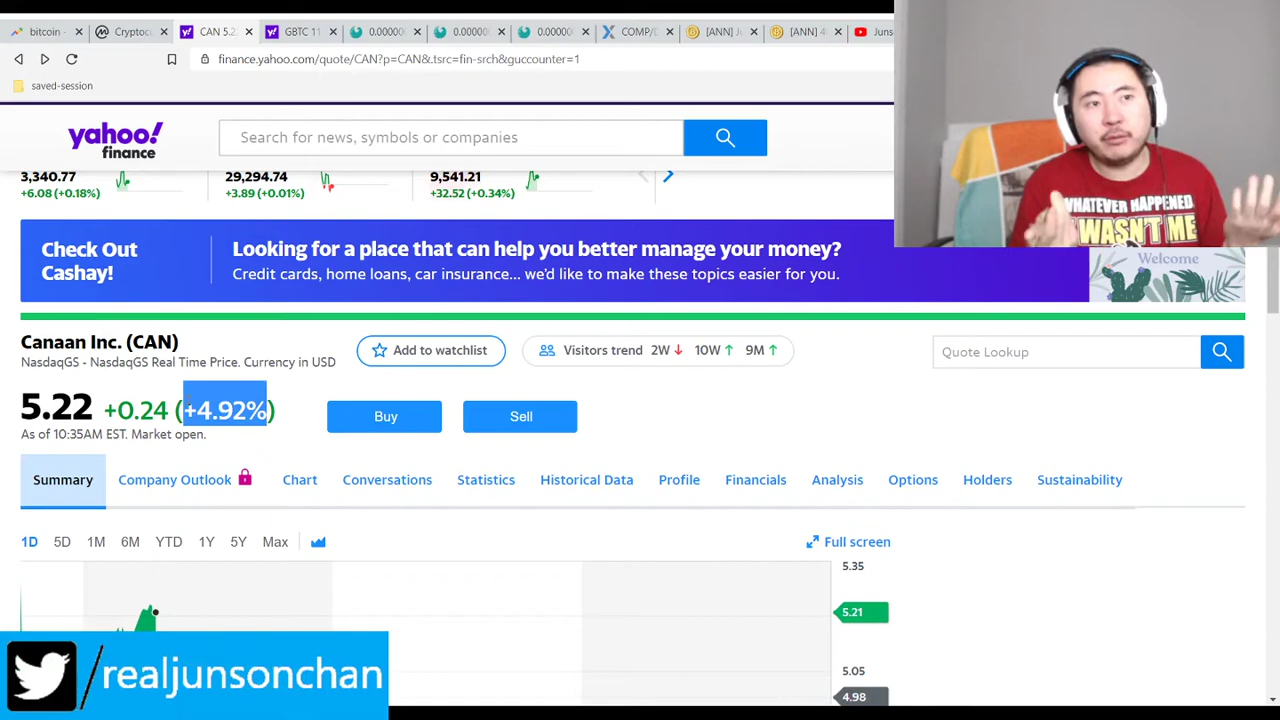 bitcoin -
Cryptoc
CAN 5.2
GBTC 11
0.00000
0.00000
0.00000
COMP/
[ANN] J
[ANN] 4
Juns
finance.yahoo.com/quote/CAN?p=CAN&.tsrc=fin-srch&guccounter=1
saved-session
yahoo!
finance
Search for news, symbols or companies
3,340.77
+6.08 (+0.18%)
29,294.74
+3.89 (+0.01%)
9,541.21
+32.52 (+0.34%)
WHATEVER HAPPENED,
I WASN'T ME
Check Out
Cashay!
Looking for a place that can help you better manage your money?
Credit cards, home loans, car insurance... we'd like to make these topics easier for you.
Welcome
Canaan Inc. (CAN)
NasdaqGS - NasdaqGS Real Time Price. Currency in USD
Add to watchlist
Visitors trend 2W 10W 9M
Quote Lookup
5.22 +0.24 (+4.92%)
As of 10:35AM EST. Market open.
Buy
Sell
Summary
Company Outlook
Chart
Conversations
Statistics
Historical Data
Profile
Financials
Analysis
Options
Holders
Sustainability
1D 5D 1M 6M YTD 1Y 5Y Max
Full screen
5.35
5.21
5.05
4.98
/realjunsonchan